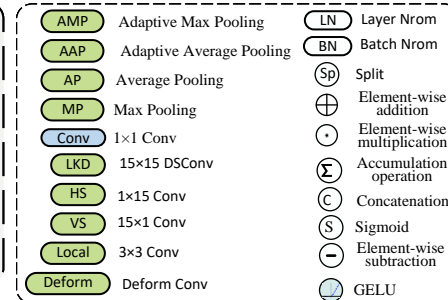 AMP Adaptive Max Pooling
AAP Adaptive Average Pooling
AP Average Pooling
MP Max Pooling
Conv 1×1 Conv
LKD 15×15 DSConv
HS 1×15 Conv
VS 15×1 Conv
Local 3×3 Conv
Deform Deform Conv
LN Layer Nrom
BN Batch Nrom
Sp Split
+ Element-wise
addition
· Element-wise
multiplication
Σ Accumulation
operation
C Concatenation
S Sigmoid
− Element-wise
subtraction
GELU